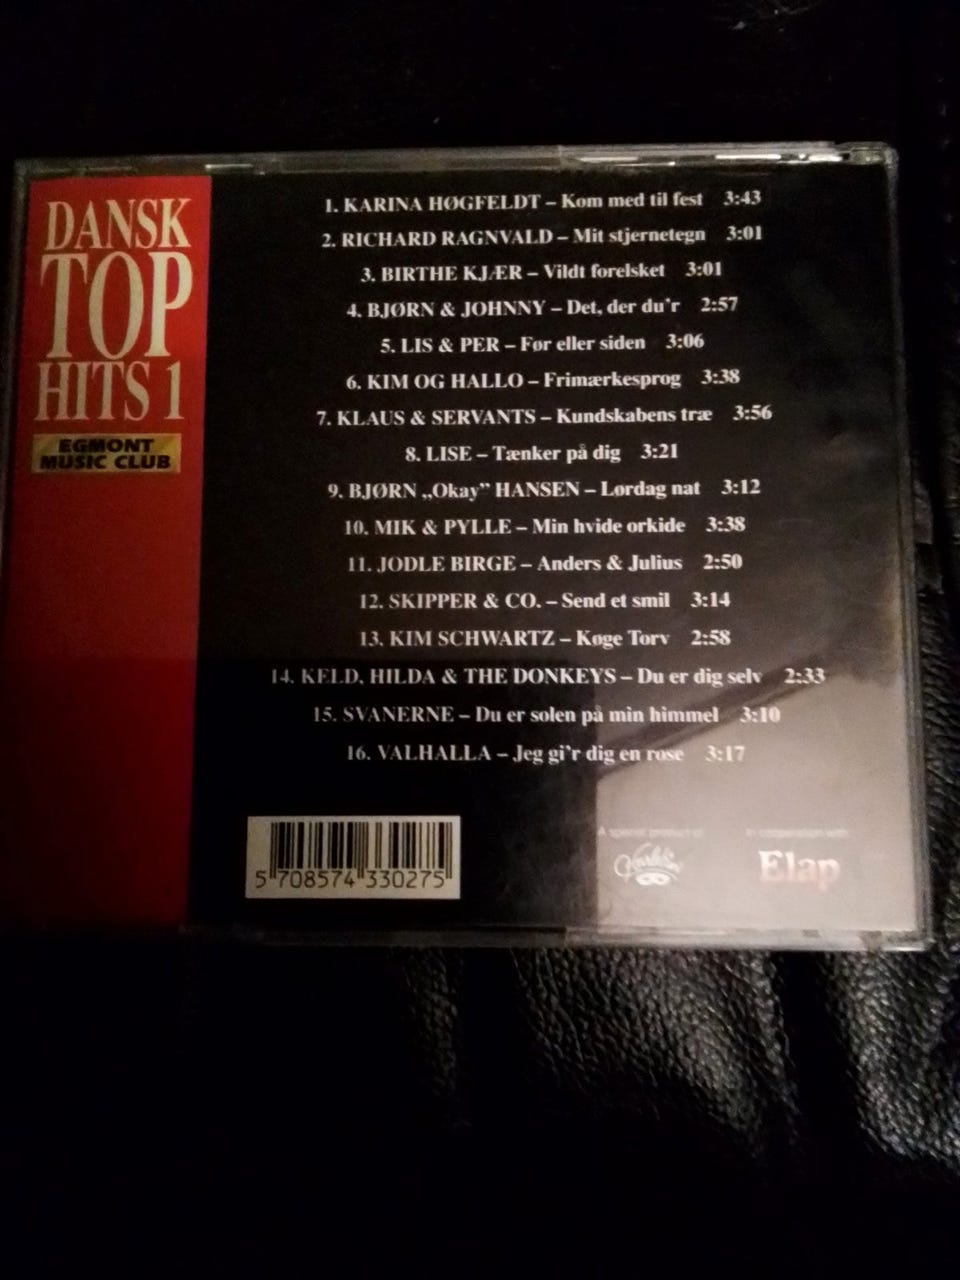 DANSK
TOP
HITS 1
EGMONT
MUSIC CLUB
1. KARINA HØGFELDT – Kom med til fest 3:43
2. RICHARD RAGNVALD – Mit stjernetegn 3:01
3. BIRTHE KJÆR – Vildt forelsket 3:01
4. BJØRN & JOHNNY – Det, der du'r 2:57
5. LIS & PER – Før eller siden 3:06
6. KIM OG HALLO – Frimærkesprog 3:38
7. KLAUS & SERVANTS – Kundskabens træ 3:56
8. LISE – Tænker på dig 3:21
9. BJØRN „Okay” HANSEN – Lørdag nat 3:12
10. MIK & PYLLE – Min hvide orkide 3:38
11. JODLE BIRGE – Anders & Julius 2:50
12. SKIPPER & CO. – Send et smil 3:14
13. KIM SCHWARTZ – Køge Torv 2:58
14. KELD, HILDA & THE DONKEYS – Du er dig selv 2:33
15. SVANERNE – Du er solen på min himmel 3:10
16. VALHALLA – Jeg gi'r dig en rose 3:17
A special product of
In cooperation with
Elap
5 708574 330275